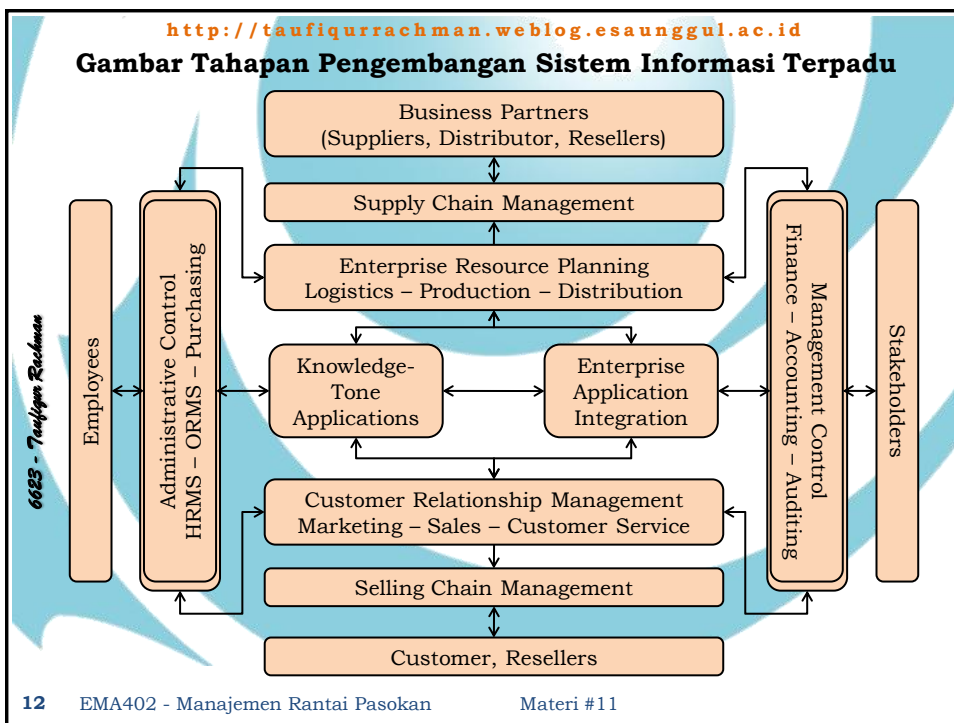 http://taufiqurrachman.weblog.esaunggul.ac.id
Gambar Tahapan Pengembangan Sistem Informasi Terpadu
Business Partners
(Suppliers, Distributor, Resellers)
Supply Chain Management
Enterprise Resource Planning
Logistics – Production – Distribution
6623 - Taufiqur Rachman
Employees
Administrative Control
HRMS – ORMS – Purchasing
Knowledge-
Tone
Applications
Enterprise
Application
Integration
Management Control
Finance – Accounting – Auditing
Stakeholders
Customer Relationship Management
Marketing – Sales – Customer Service
Selling Chain Management
Customer, Resellers
12 EMA402 - Manajemen Rantai Pasokan Materi #11